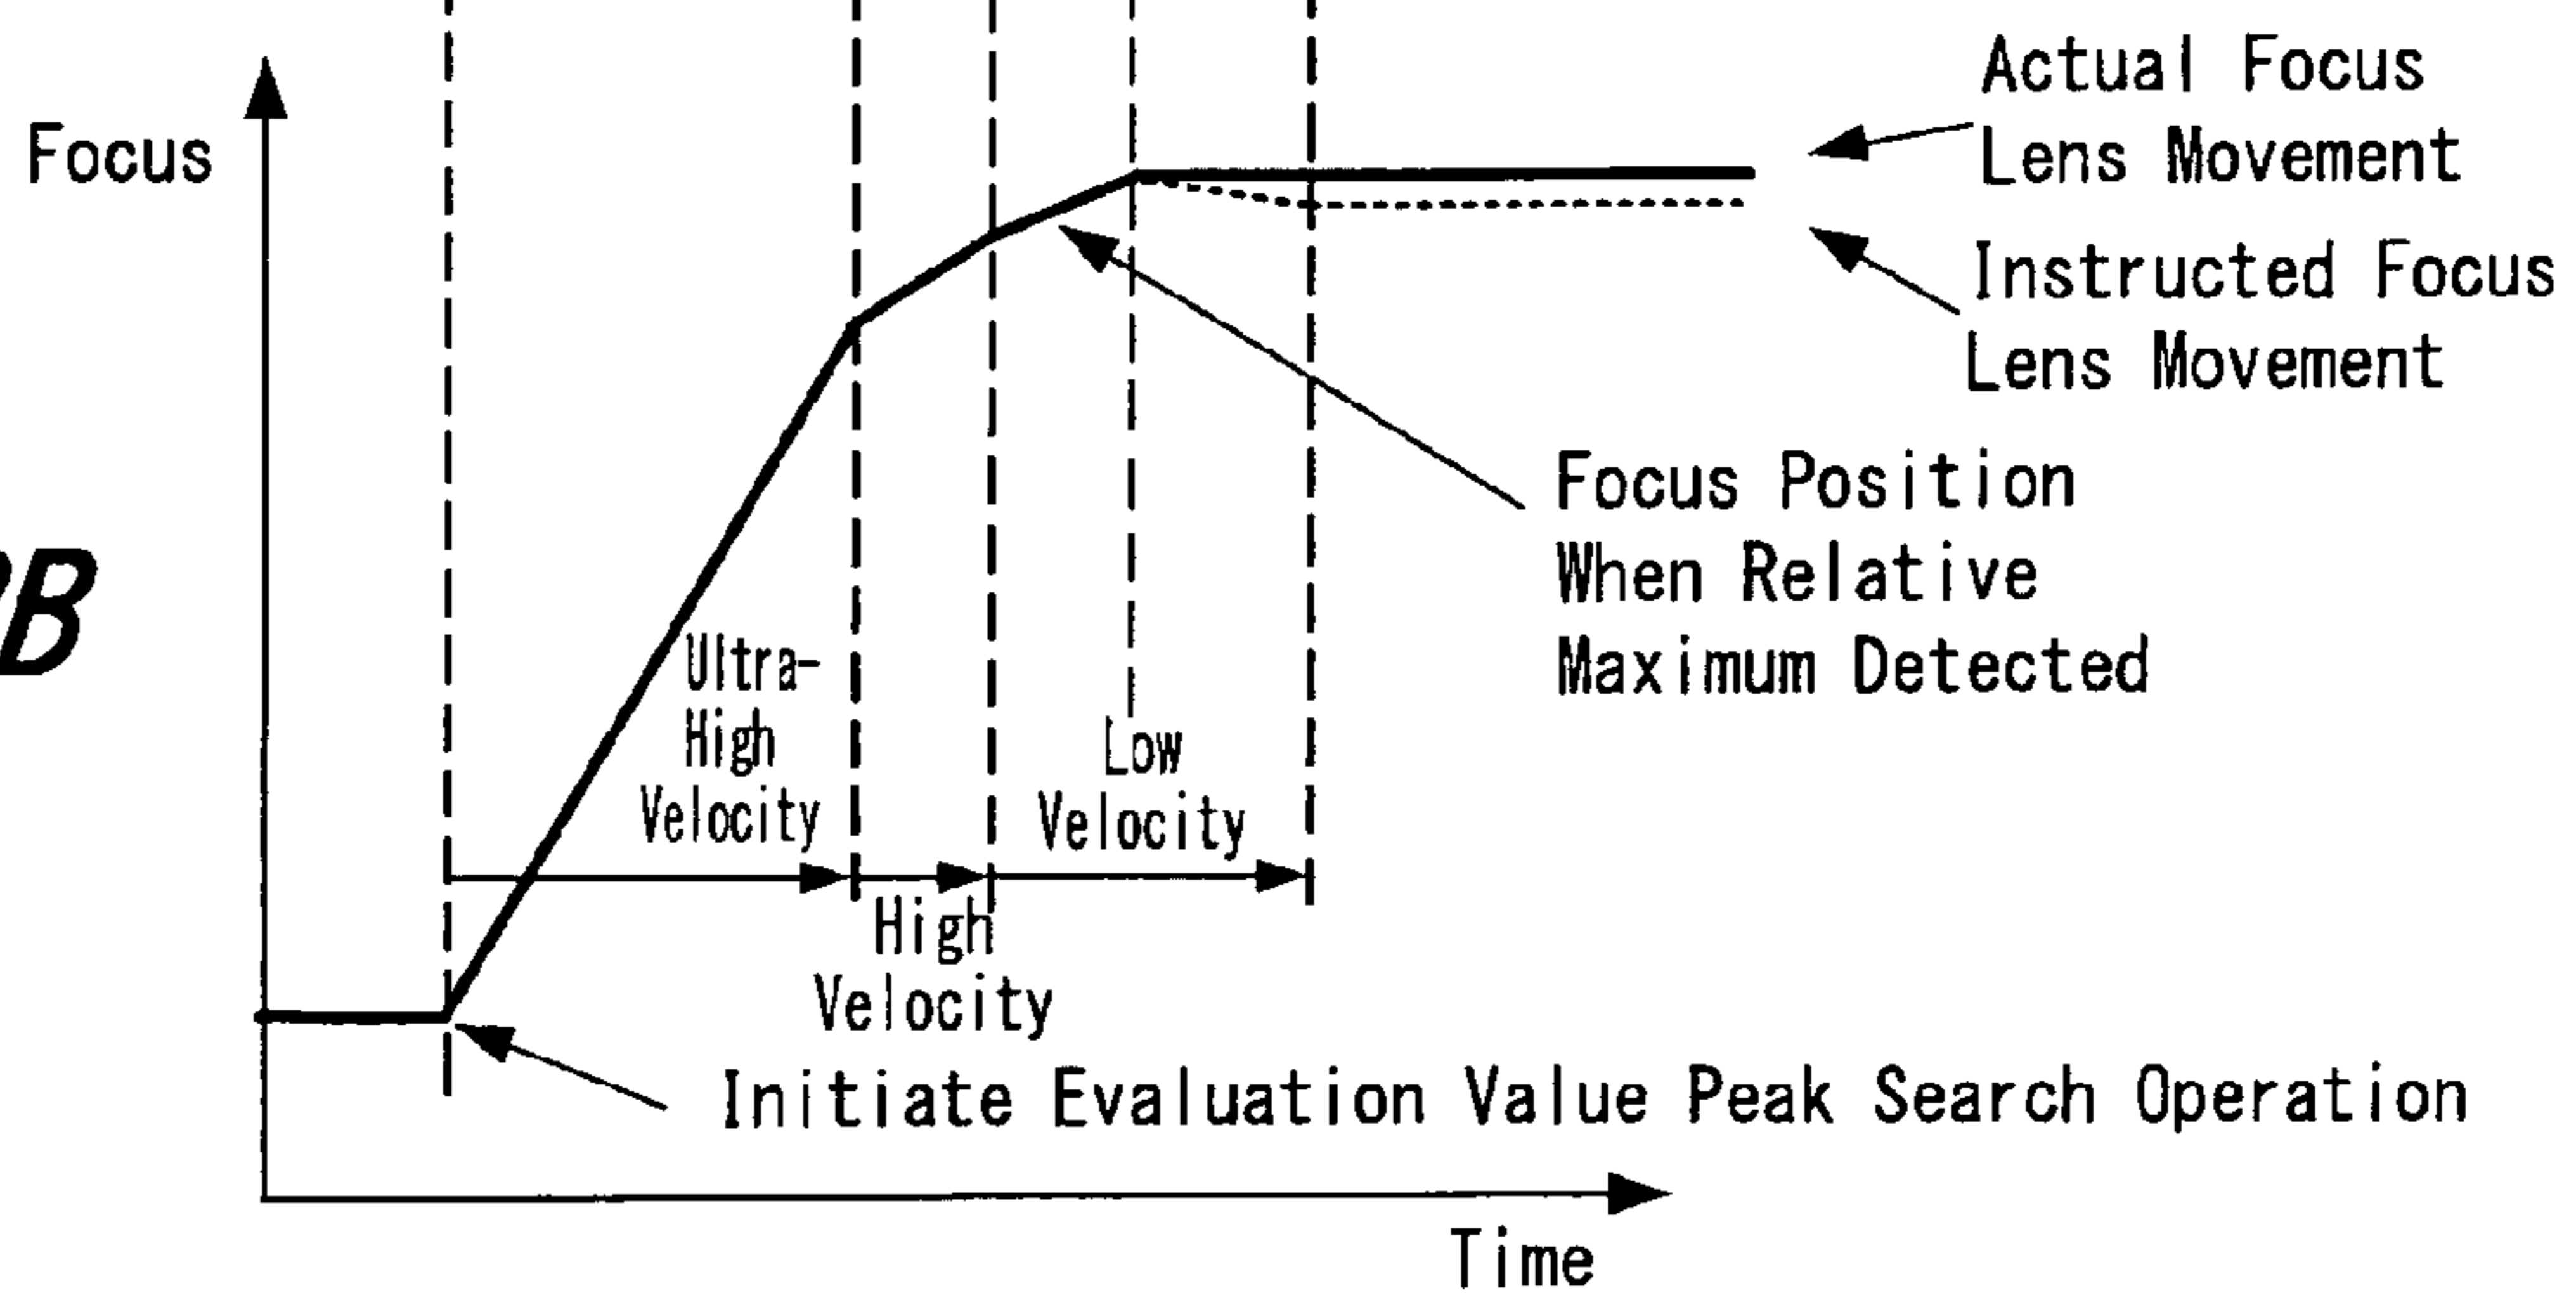 Actual Focus
Lens Movement
Focus
Instructed Focus
Lens Movement
Focus Position
When Relative
Maximum Detected
B
Ultra-
High
Velocity
Low
Velocity
High
Velocity
Initiate Evaluation Value Peak Search Operation
Time